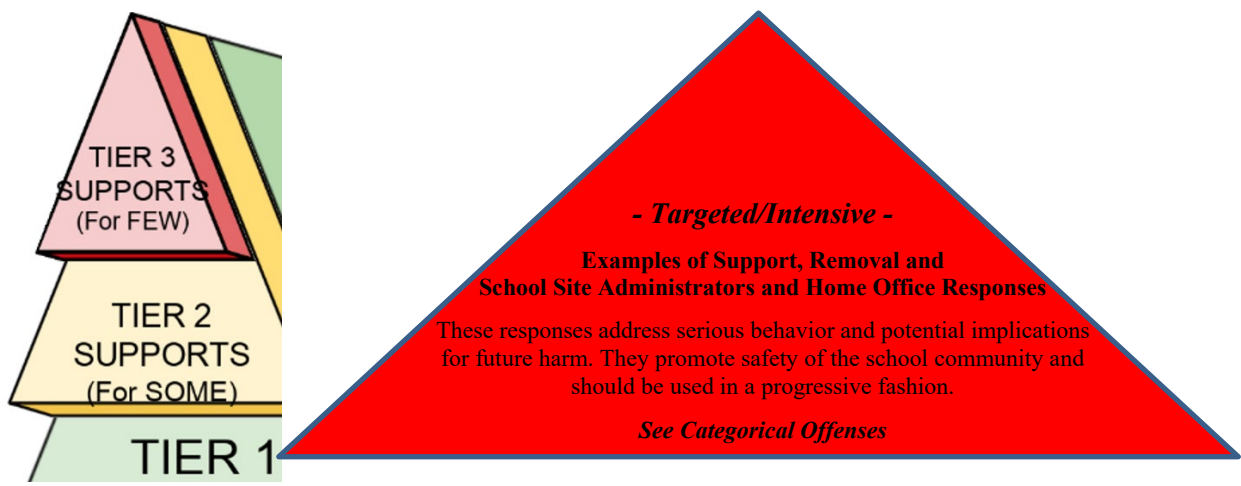 TIER 3
SUPPORTS
(For FEW)
TIER 2
SUPPORTS
(For SOME)
TIER 1
- Targeted/Intensive -
Examples of Support, Removal and
School Site Administrators and Home Office Responses
These responses address serious behavior and potential implications
for future harm. They promote safety of the school community and
should be used in a progressive fashion.
See Categorical Offenses